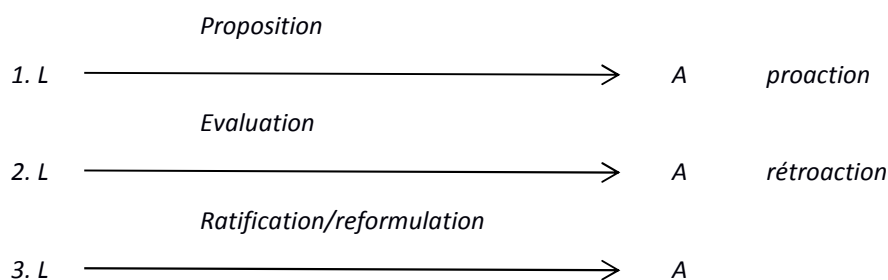 Proposition
1. L A proaction
Evaluation
2. L A rétroaction
Ratification/reformulation
3. L A